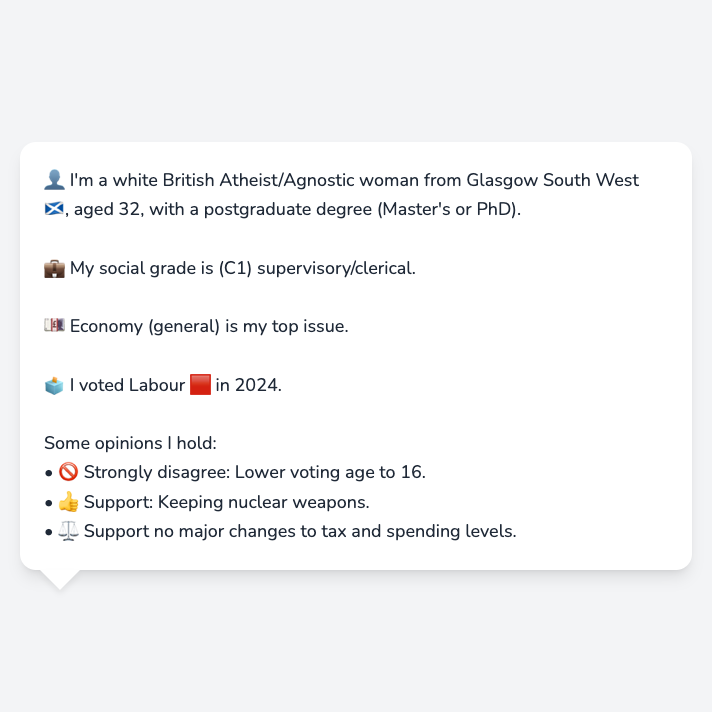 👤 I'm a white British Atheist/Agnostic woman from Glasgow South West
🏴󠁧󠁢󠁳󠁣󠁴󠁿, aged 32, with a postgraduate degree (Master's or PhD).
💼 My social grade is (C1) supervisory/clerical.
💷 Economy (general) is my top issue.
🗳️ I voted Labour 🟥 in 2024.
Some opinions I hold:
• 🚫 Strongly disagree: Lower voting age to 16.
• 👍 Support: Keeping nuclear weapons.
• ⚖️ Support no major changes to tax and spending levels.